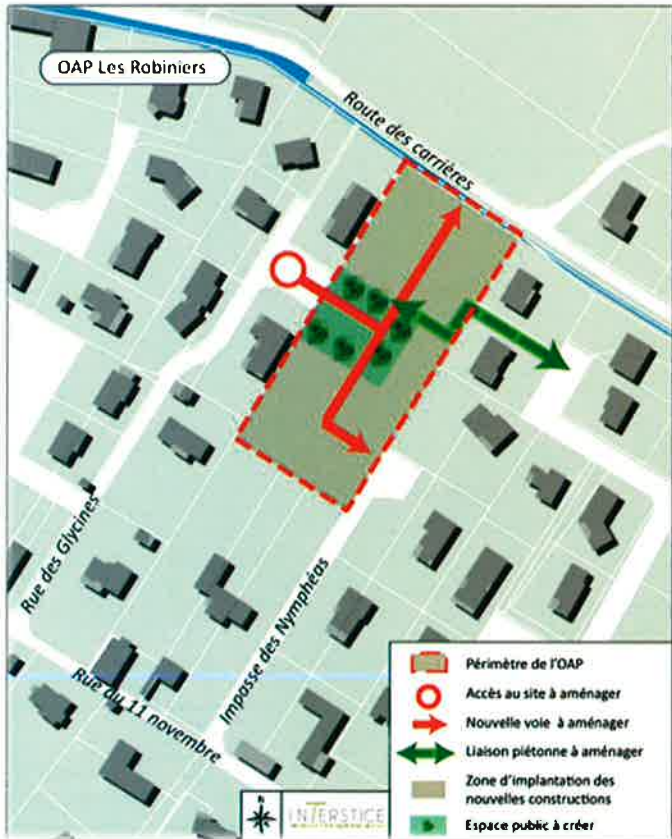 OAP Les Robiniers
Route des carrières
Rue des Glycines
Impasse des Nymphéas
Rue du 11 novembre
Périmètre de l'OAP
Accès au site à aménager
Nouvelle voie à aménager
Liaison piétonne à aménager
Zone d'implantation des
nouvelles constructions
Espace public à créer
N
INTERSTICE